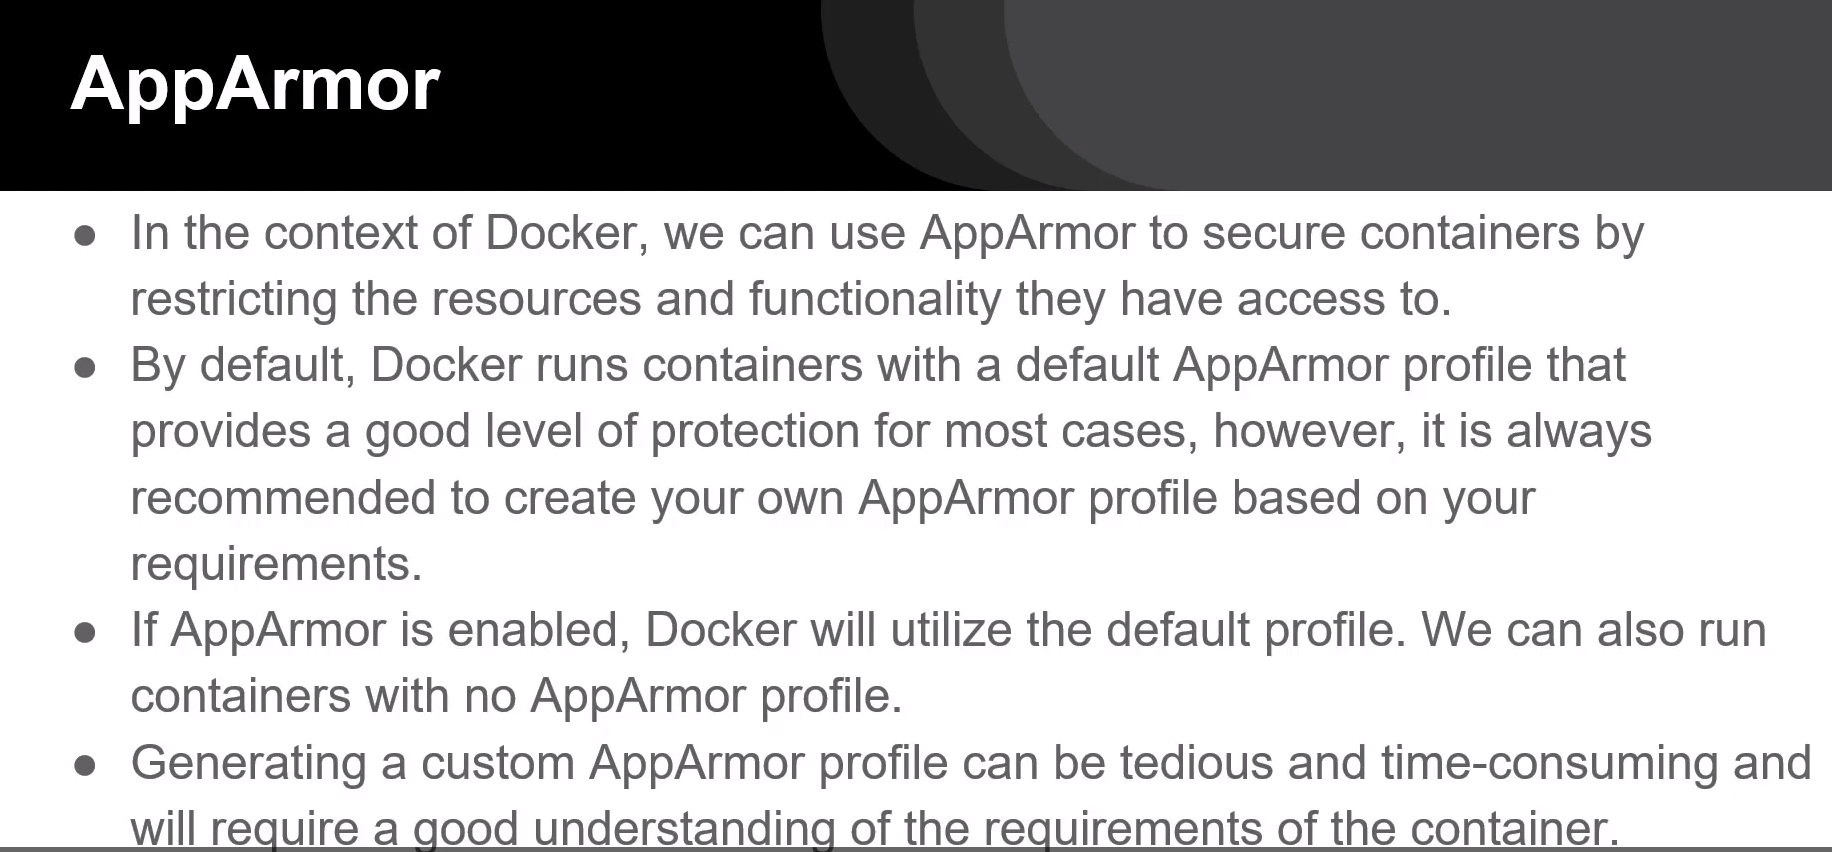 AppArmor
● In the context of Docker, we can use AppArmor to secure containers by
restricting the resources and functionality they have access to.
● By default, Docker runs containers with a default AppArmor profile that
provides a good level of protection for most cases, however, it is always
recommended to create your own AppArmor profile based on your
requirements.
● If AppArmor is enabled, Docker will utilize the default profile. We can also run
containers with no AppArmor profile.
● Generating a custom AppArmor profile can be tedious and time-consuming and
will require a good understanding of the requirements of the container.